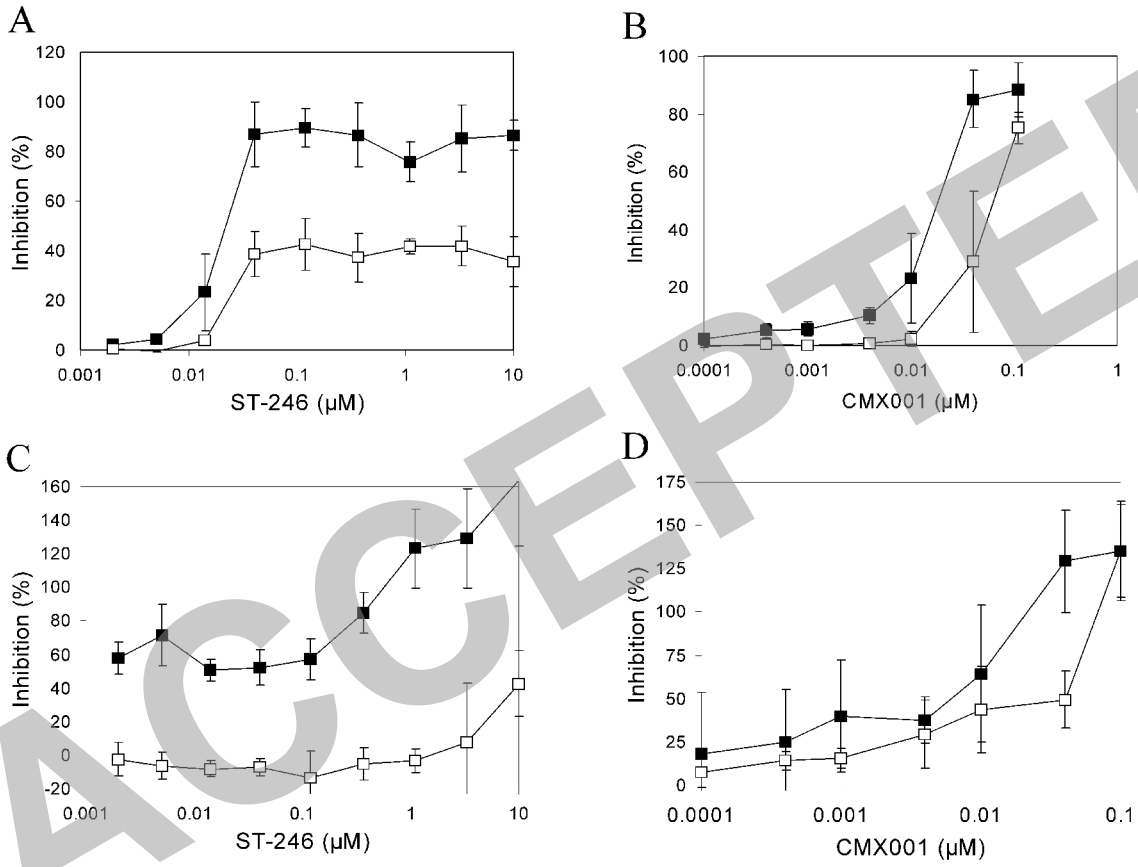 A
120
100
80
60
40
20
0
Inhibition (%)
0.001 0.01 0.1 1 10
ST-246 (µM)
B
100
80
60
40
20
0
Inhibition (%)
0.0001 0.001 0.01 0.1 1
CMX001 (µM)
C
160
140
120
100
80
60
40
20
0
-20
Inhibition (%)
0.001 0.01 0.1 1 10
ST-246 (µM)
D
175
150
125
100
75
50
25
0
Inhibition (%)
0.0001 0.001 0.01 0.1
CMX001 (µM)
ACCEPTE